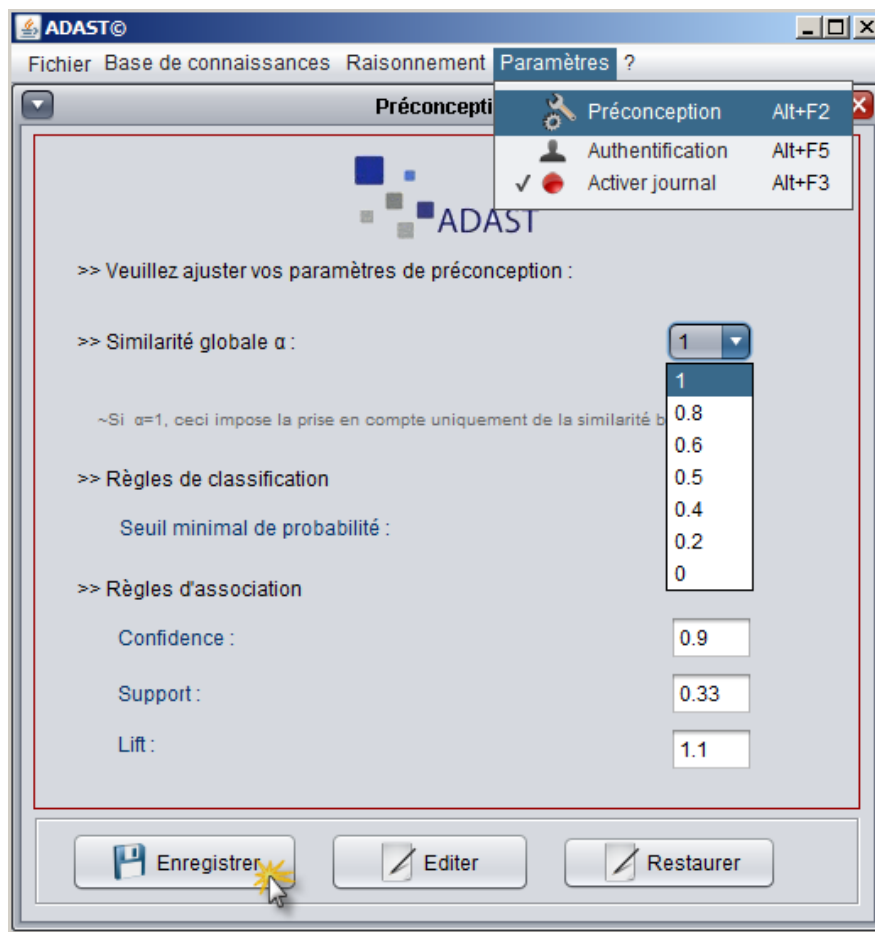 ADAST©
Fichier Base de connaissances Raisonnement Paramètres ?
Préconcepti
Préconception Alt+F2
Authentification Alt+F5
Activer journal Alt+F3
ADAST
>> Veuillez ajuster vos paramètres de préconception :
>> Similarité globale α : 1
1
0.8
0.6
0.5
0.4
0.2
0
~Si α=1, ceci impose la prise en compte uniquement de la similarité b
>> Règles de classification
Seuil minimal de probabilité :
>> Règles d'association
Confidence : 0.9
Support : 0.33
Lift : 1.1
Enregistrer Editer Restaurer